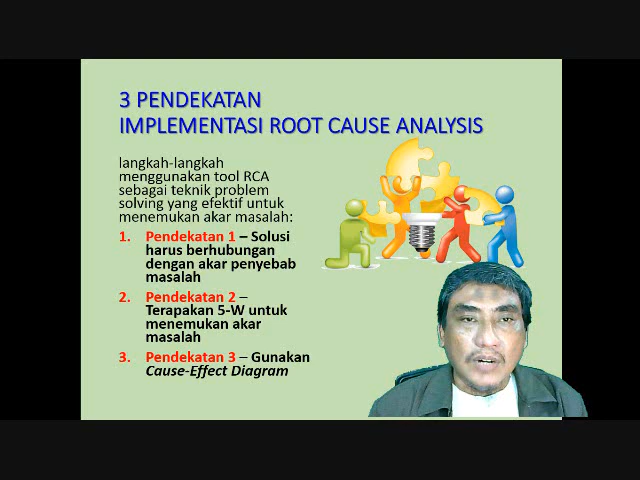 3 PENDEKATAN
IMPLEMENTASI ROOT CAUSE ANALYSIS
langkah-langkah
menggunakan tool RCA
sebagai teknik problem
solving yang efektif untuk
menemukan akar masalah:
1. Pendekatan 1 – Solusi
harus berhubungan
dengan akar penyebab
masalah
2. Pendekatan 2 –
Terapakan 5-W untuk
menemukan akar
masalah
3. Pendekatan 3 – Gunakan
Cause-Effect Diagram